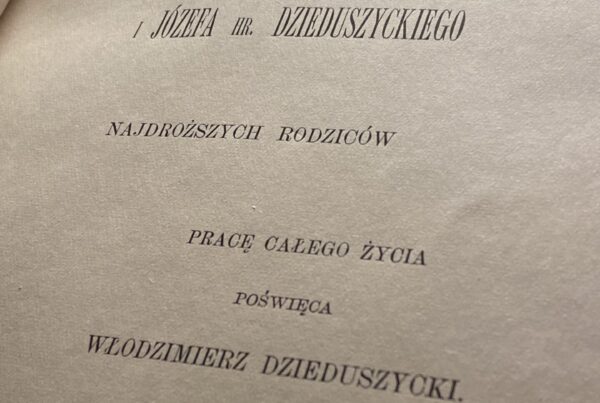 I JÓZEFA HR. DZIEDUSZYCKIEGO
NAJDROŻSZYCH RODZICÓW
PRACĘ CAŁEGO ŻYCIA
POŚWIĘCA
WŁODZIMIERZ DZIEDUSZYCKI.